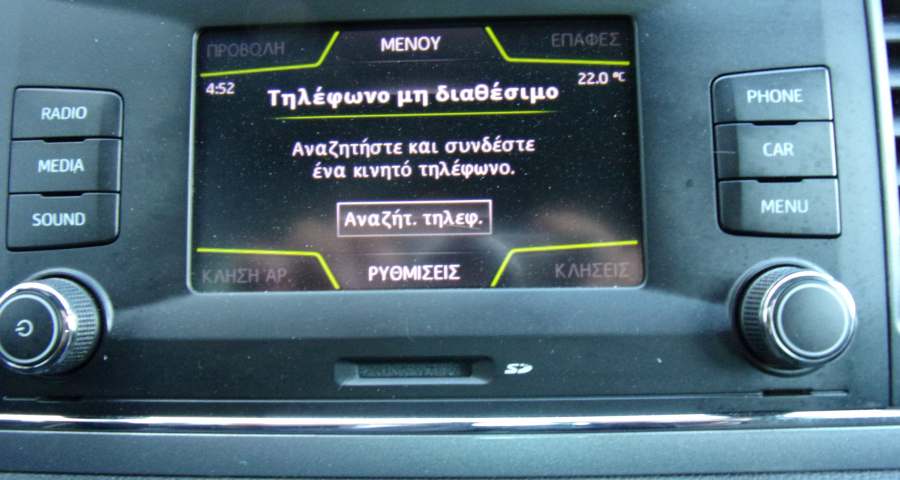 ΠΡΟΒΟΛΗ ΜΕΝΟΥ ΕΠΑΦΕΣ
4:52 22.0 °C
Τηλέφωνο μη διαθέσιμο
Αναζητήστε και συνδέστε
ένα κινητό τηλέφωνο.
Αναζήτ. τηλεφ.
ΚΛΗΣΗ ΑΡ. ΡΥΘΜΙΣΕΙΣ ΚΛΗΣΕΙΣ
RADIO
MEDIA
SOUND
PHONE
CAR
MENU
SD